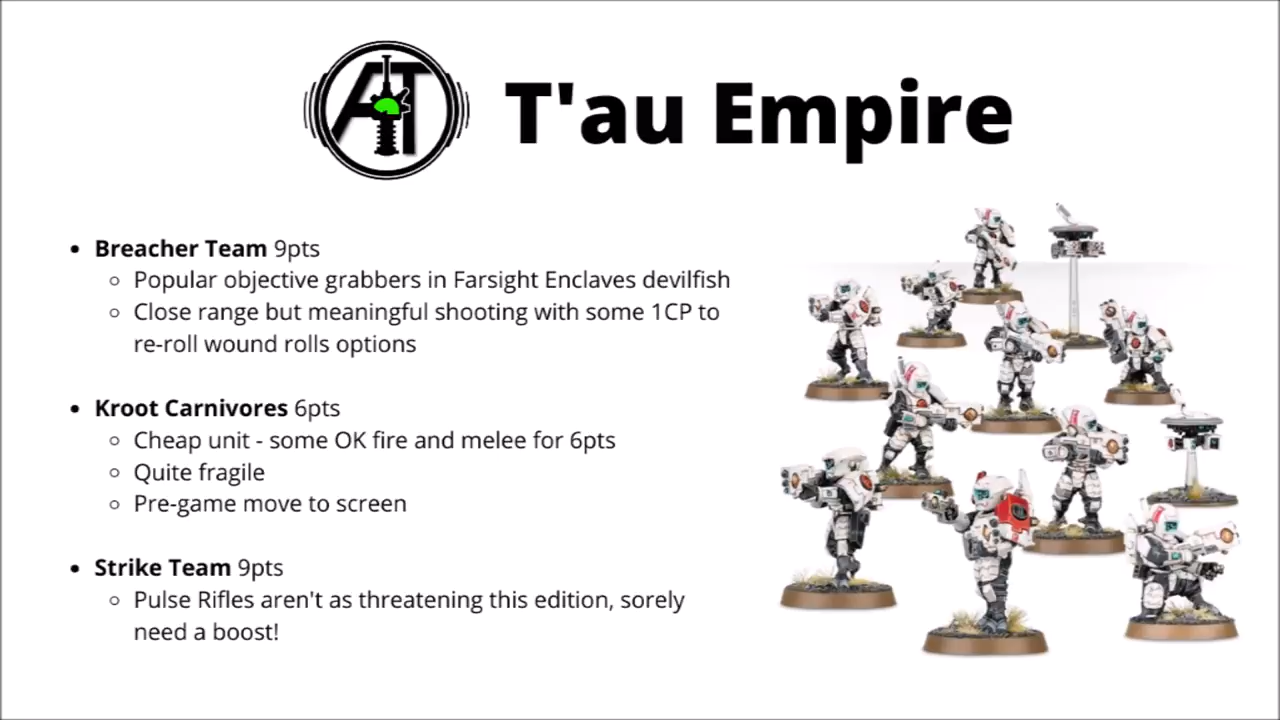 AT
T'au Empire
• Breacher Team 9pts
◦ Popular objective grabbers in Farsight Enclaves devilfish
◦ Close range but meaningful shooting with some 1CP to
re-roll wound rolls options
• Kroot Carnivores 6pts
◦ Cheap unit - some OK fire and melee for 6pts
◦ Quite fragile
◦ Pre-game move to screen
• Strike Team 9pts
◦ Pulse Rifles aren't as threatening this edition, sorely
need a boost!